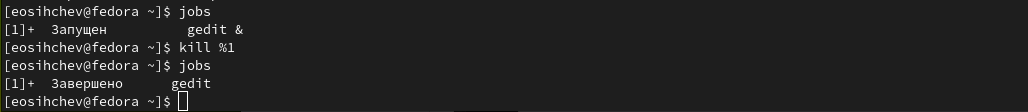 [eosihchev@fedora ~]$ jobs
[1]+  Запущен          gedit &
[eosihchev@fedora ~]$ kill %1
[eosihchev@fedora ~]$ jobs
[1]+  Завершено      gedit
[eosihchev@fedora ~]$